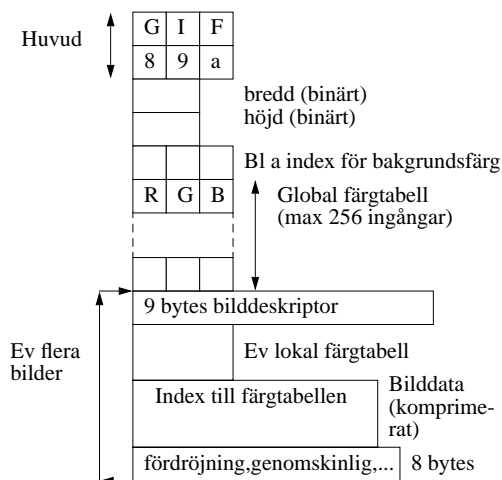 G I F
Huvud
8 9 a
bredd (binärt)
höjd (binärt)
Bl a index för bakgrundsfärg
R G B
Global färgtabell
(max 256 ingångar)
9 bytes bilddeskriptor
Ev flera
bilder
Ev lokal färgtabell
Index till färgtabellen
Bilddata
(komprime-
rat)
fördröjning,genomskinlig,...
8 bytes